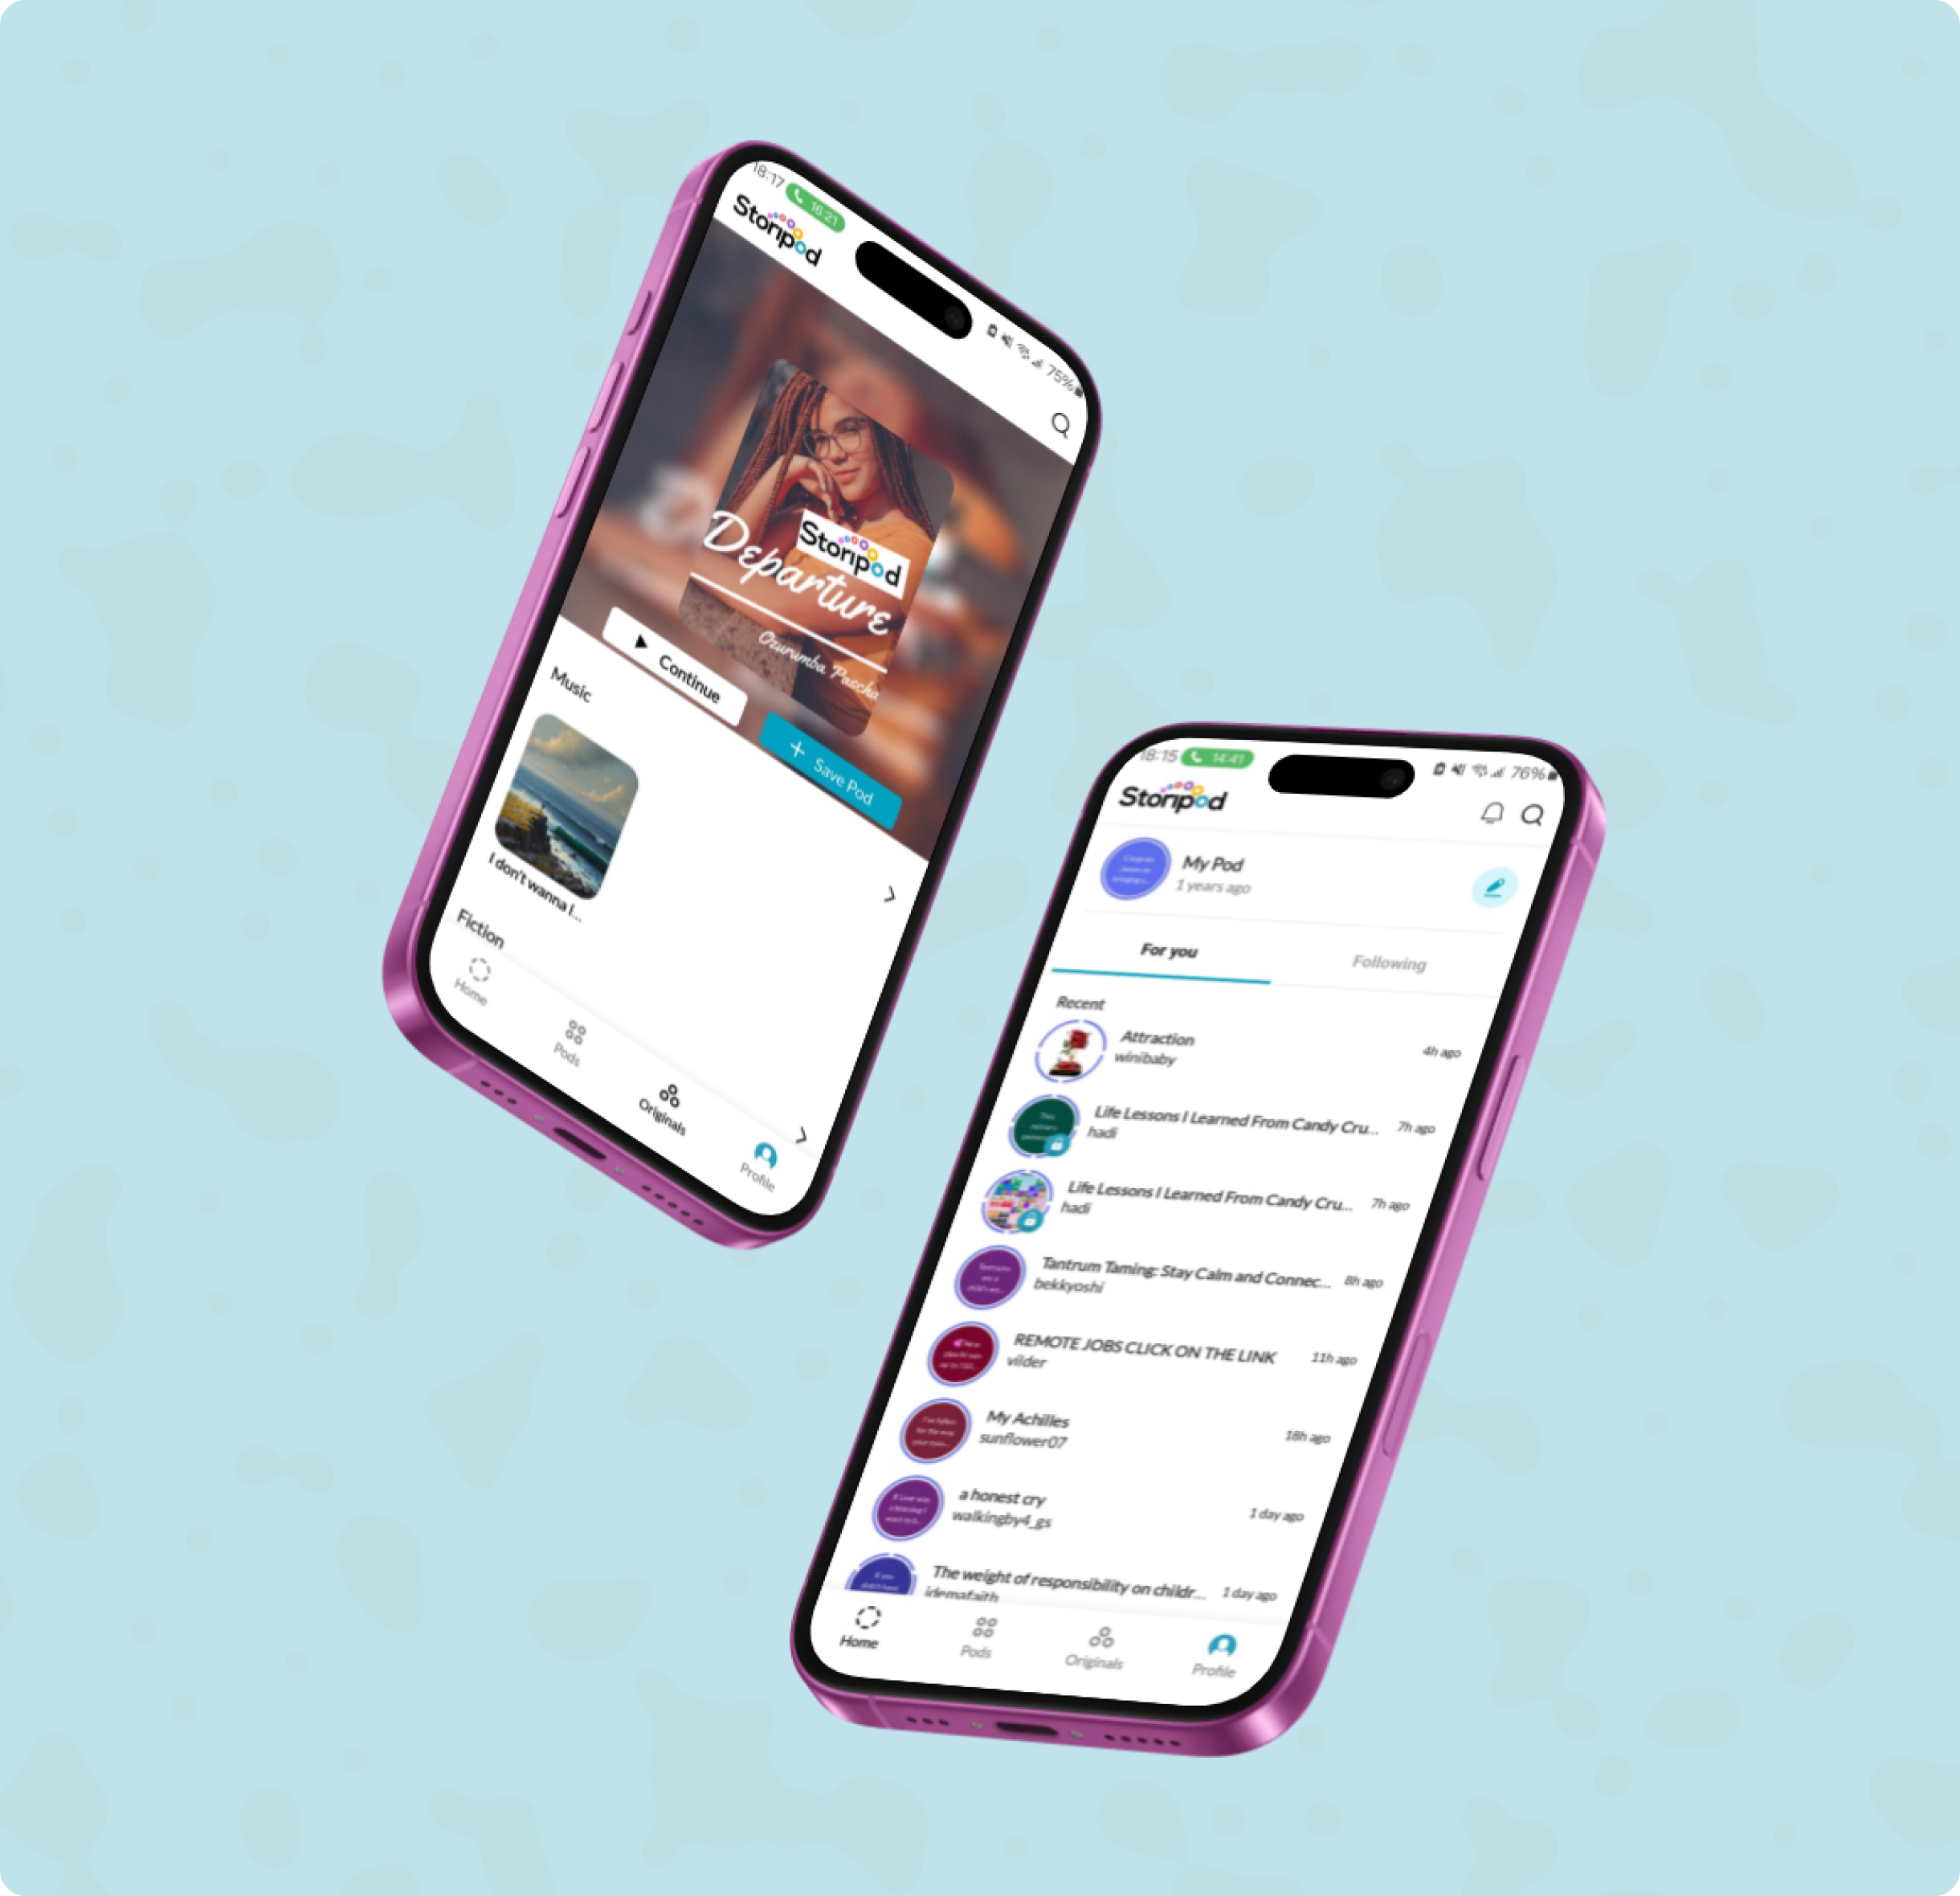 18:17 16:21 75%
Storipod
Storipod
Departure
Ozurumba Pascha
Continue
Save Pod
Music
I don't wanna l...
Fiction
Home
Pods
Originals
Profile
18:15 14:41 76%
Storipod
My Pod
1 years ago
For you Following
Recent
Attraction
winibaby
4h ago
Life Lessons I Learned From Candy Cru...
hadi
7h ago
Life Lessons I Learned From Candy Cru...
hadi
7h ago
Tantrum Taming: Stay Calm and Connec...
bekkyoshi
8h ago
REMOTE JOBS CLICK ON THE LINK
vilder
11h ago
My Achilles
sunflower07
18h ago
a honest cry
walkingby4_gs
1 day ago
The weight of responsibility on childr...
idemafaith
1 day ago
Home Pods Originals Profile